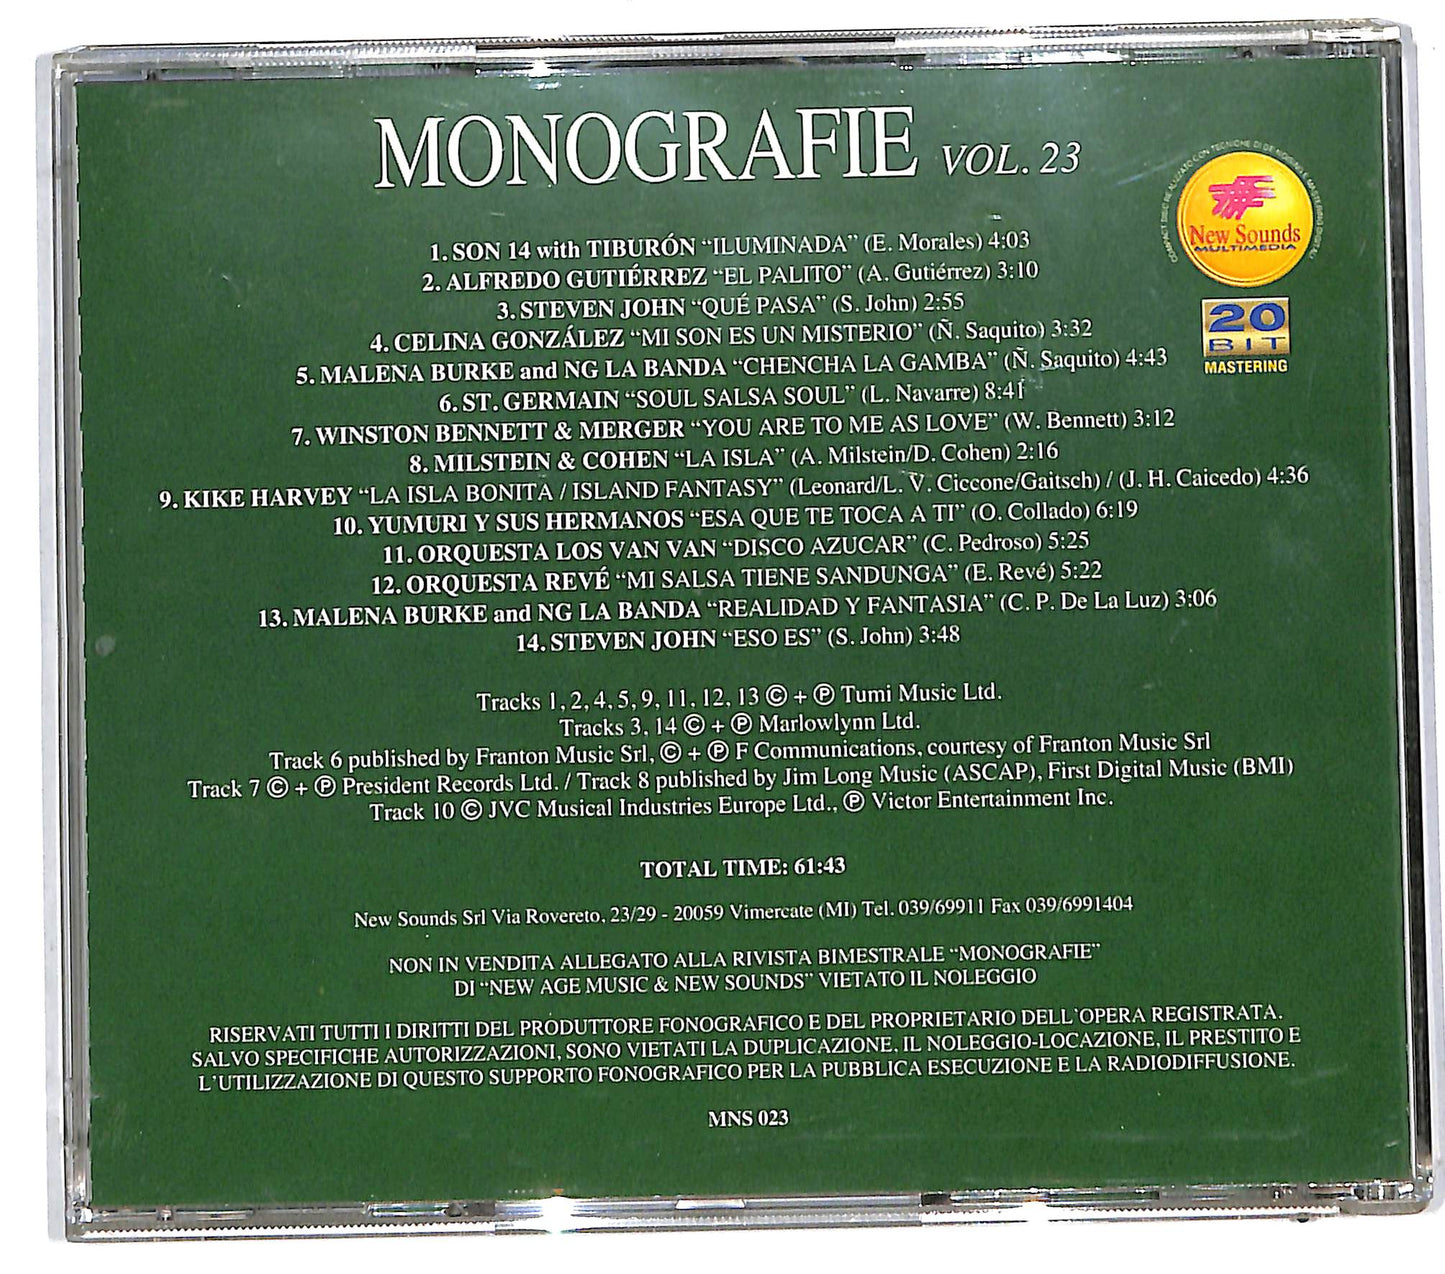 MONOGRAFIE VOL. 23
COMPACT DISC REALIZZATO CON TECNICHE DI DE NOISING E MASTERING DIGITALI
New Sounds
MULTIMEDIA
20
BIT
MASTERING
1. SON 14 with TIBURÓN “ILUMINADA” (E. Morales) 4:03
2. ALFREDO GUTIÉRREZ “EL PALITO” (A. Gutiérrez) 3:10
3. STEVEN JOHN “QUÉ PASA” (S. John) 2:55
4. CELINA GONZÁLEZ “MI SON ES UN MISTERIO” (Ñ. Saquito) 3:32
5. MALENA BURKE and NG LA BANDA “CHENCHA LA GAMBA” (Ñ. Saquito) 4:43
6. ST. GERMAIN “SOUL SALSA SOUL” (L. Navarre) 8:41
7. WINSTON BENNETT & MERGER “YOU ARE TO ME AS LOVE” (W. Bennett) 3:12
8. MILSTEIN & COHEN “LA ISLA” (A. Milstein/D. Cohen) 2:16
9. KIKE HARVEY “LA ISLA BONITA / ISLAND FANTASY” (Leonard/L. V. Ciccone/Gaitsch) / (J. H. Caicedo) 4:36
10. YUMURI Y SUS HERMANOS “ESA QUE TE TOCA A TI” (O. Collado) 6:19
11. ORQUESTA LOS VAN VAN “DISCO AZUCAR” (C. Pedroso) 5:25
12. ORQUESTA REVÉ “MI SALSA TIENE SANDUNGA” (E. Revé) 5:22
13. MALENA BURKE and NG LA BANDA “REALIDAD Y FANTASIA” (C. P. De La Luz) 3:06
14. STEVEN JOHN “ESO ES” (S. John) 3:48
Tracks 1, 2, 4, 5, 9, 11, 12, 13 © + ℗ Tumi Music Ltd.
Tracks 3, 14 © + ℗ Marlowlynn Ltd.
Track 6 published by Franton Music Srl, © + ℗ F Communications, courtesy of Franton Music Srl
Track 7 © + ℗ President Records Ltd. / Track 8 published by Jim Long Music (ASCAP), First Digital Music (BMI)
Track 10 © JVC Musical Industries Europe Ltd., ℗ Victor Entertainment Inc.
TOTAL TIME: 61:43
New Sounds Srl Via Rovereto, 23/29 - 20059 Vimercate (MI) Tel. 039/69911 Fax 039/6991404
NON IN VENDITA ALLEGATO ALLA RIVISTA BIMESTRALE “MONOGRAFIE”
DI “NEW AGE MUSIC & NEW SOUNDS” VIETATO IL NOLEGGIO
RISERVATI TUTTI I DIRITTI DEL PRODUTTORE FONOGRAFICO E DEL PROPRIETARIO DELL'OPERA REGISTRATA.
SALVO SPECIFICHE AUTORIZZAZIONI, SONO VIETATI LA DUPLICAZIONE, IL NOLEGGIO-LOCAZIONE, IL PRESTITO E
L'UTILIZZAZIONE DI QUESTO SUPPORTO FONOGRAFICO PER LA PUBBLICA ESECUZIONE E LA RADIODIFFUSIONE.
MNS 023